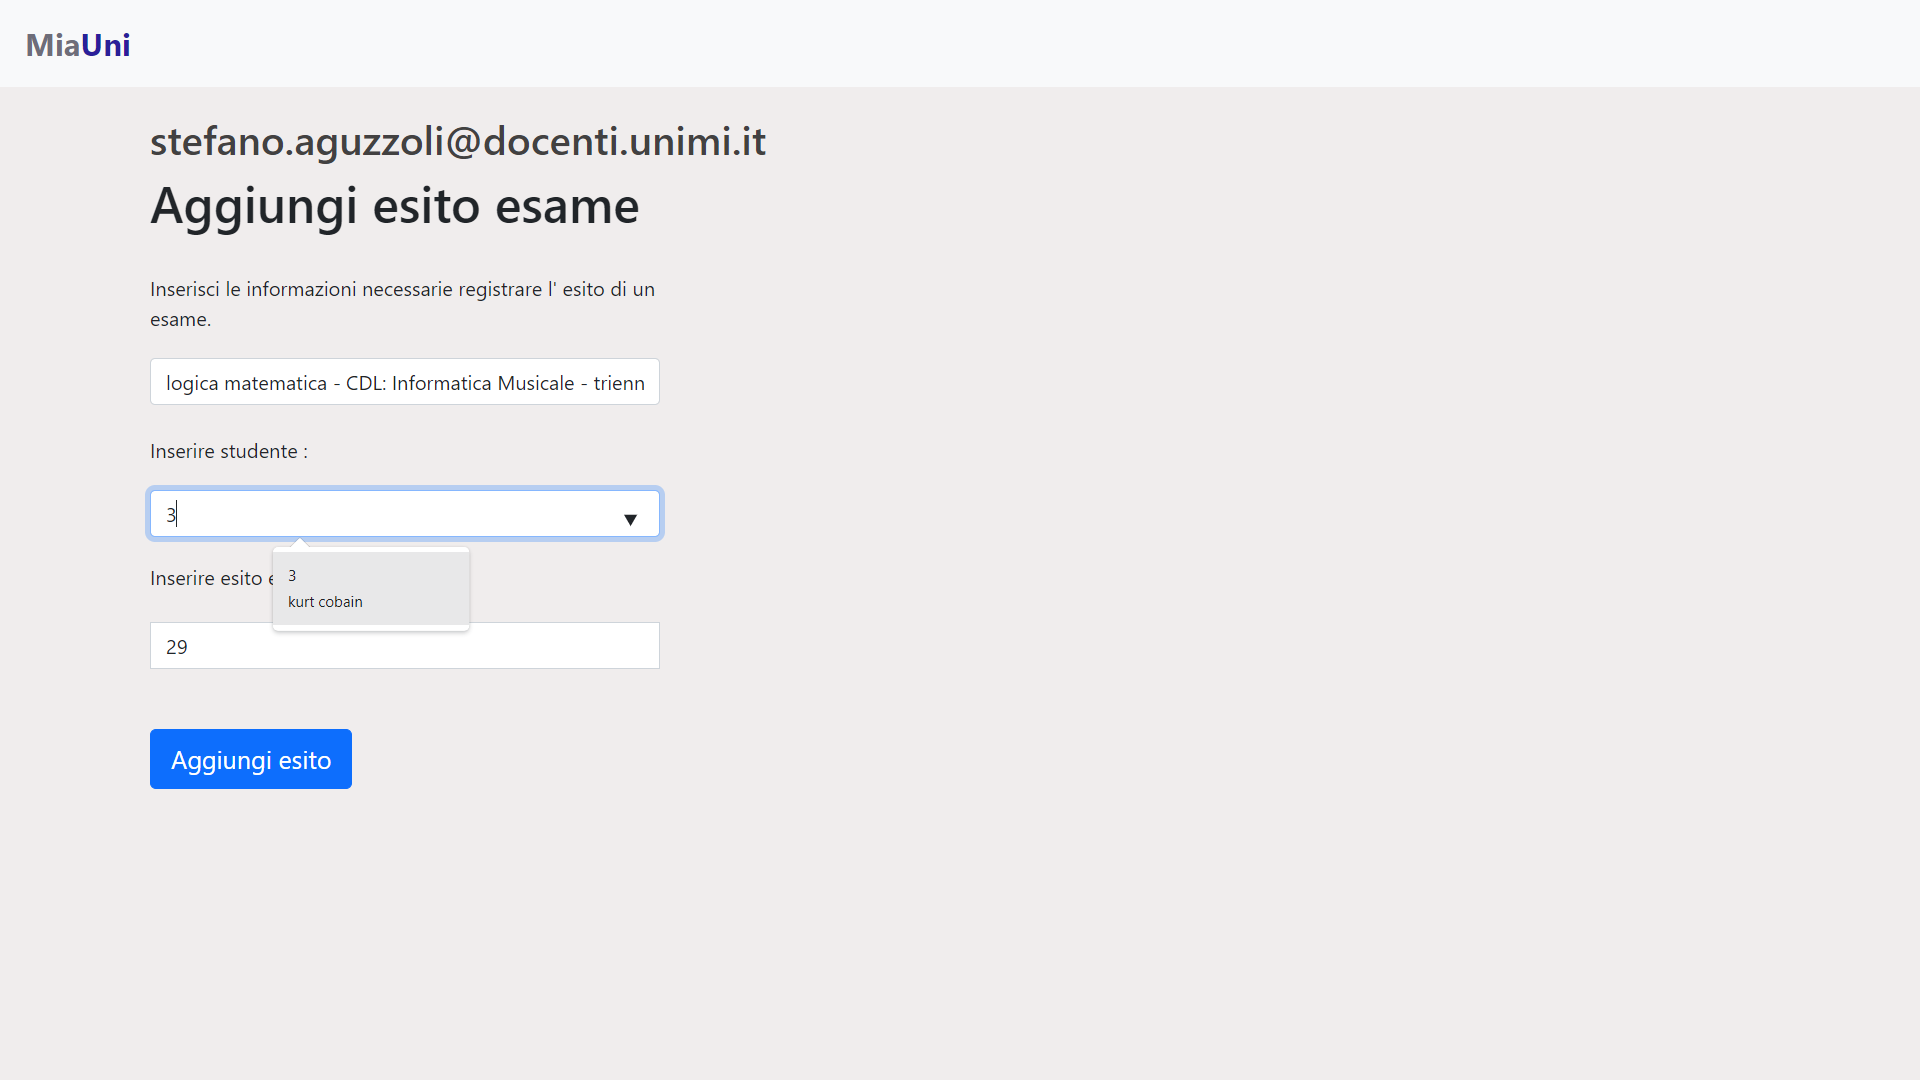 MiaUni
stefano.aguzzoli@docenti.unimi.it
Aggiungi esito esame
Inserisci le informazioni necessarie registrare l' esito di un
esame.
logica matematica - CDL: Informatica Musicale - trienn
Inserire studente :
3
3
kurt cobain
Inserire esito
29
Aggiungi esito